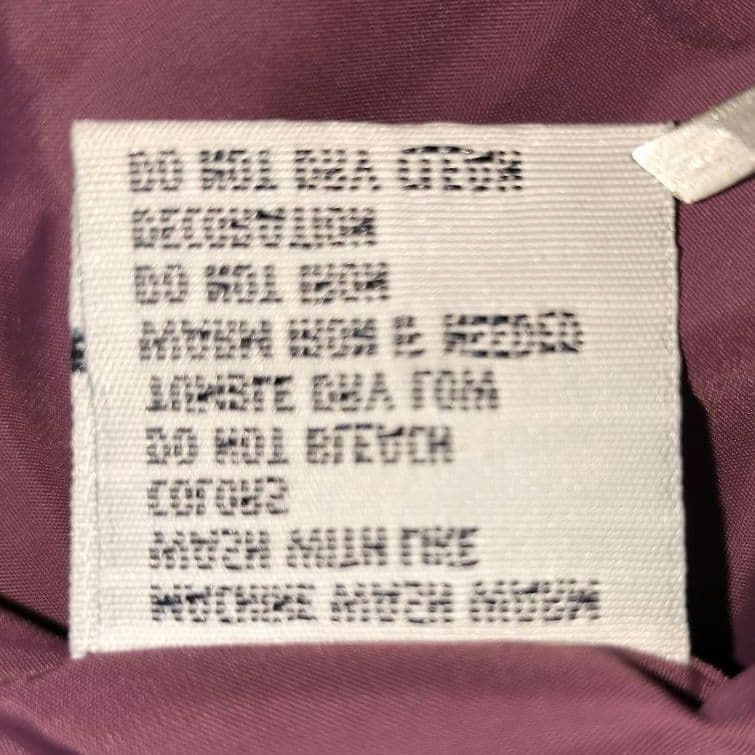 MACHINE WASH WARM
WASH WITH LIKE
COLORS
DO NOT BLEACH
TUMBLE DRY LOW
WARM IRON IF NEEDED
DO NOT IRON
DECORATION
DO NOT DRY CLEAN